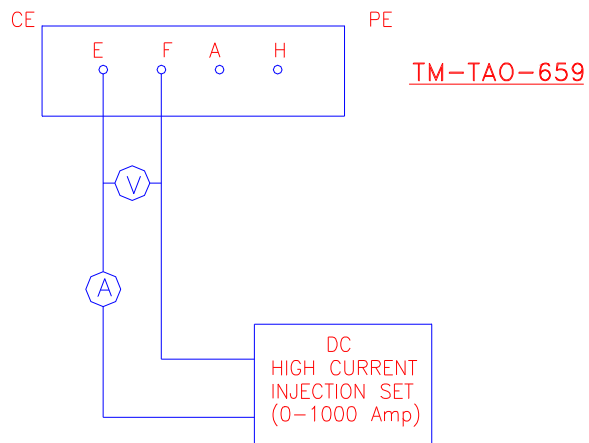 CE
PE
E F A H
TM-TAO-659
V
A
DC
HIGH CURRENT
INJECTION SET
(0-1000 Amp)